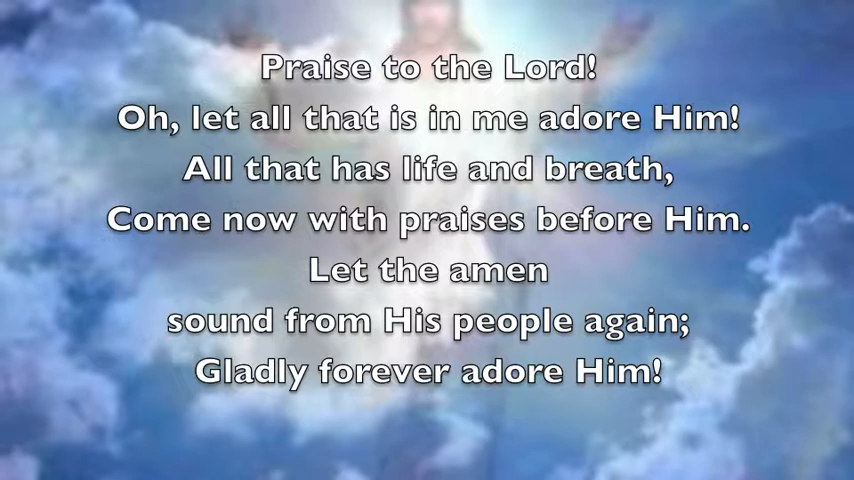 Praise to the Lord!
Oh, let all that is in me adore Him!
All that has life and breath,
Come now with praises before Him.
Let the amen
sound from His people again;
Gladly forever adore Him!